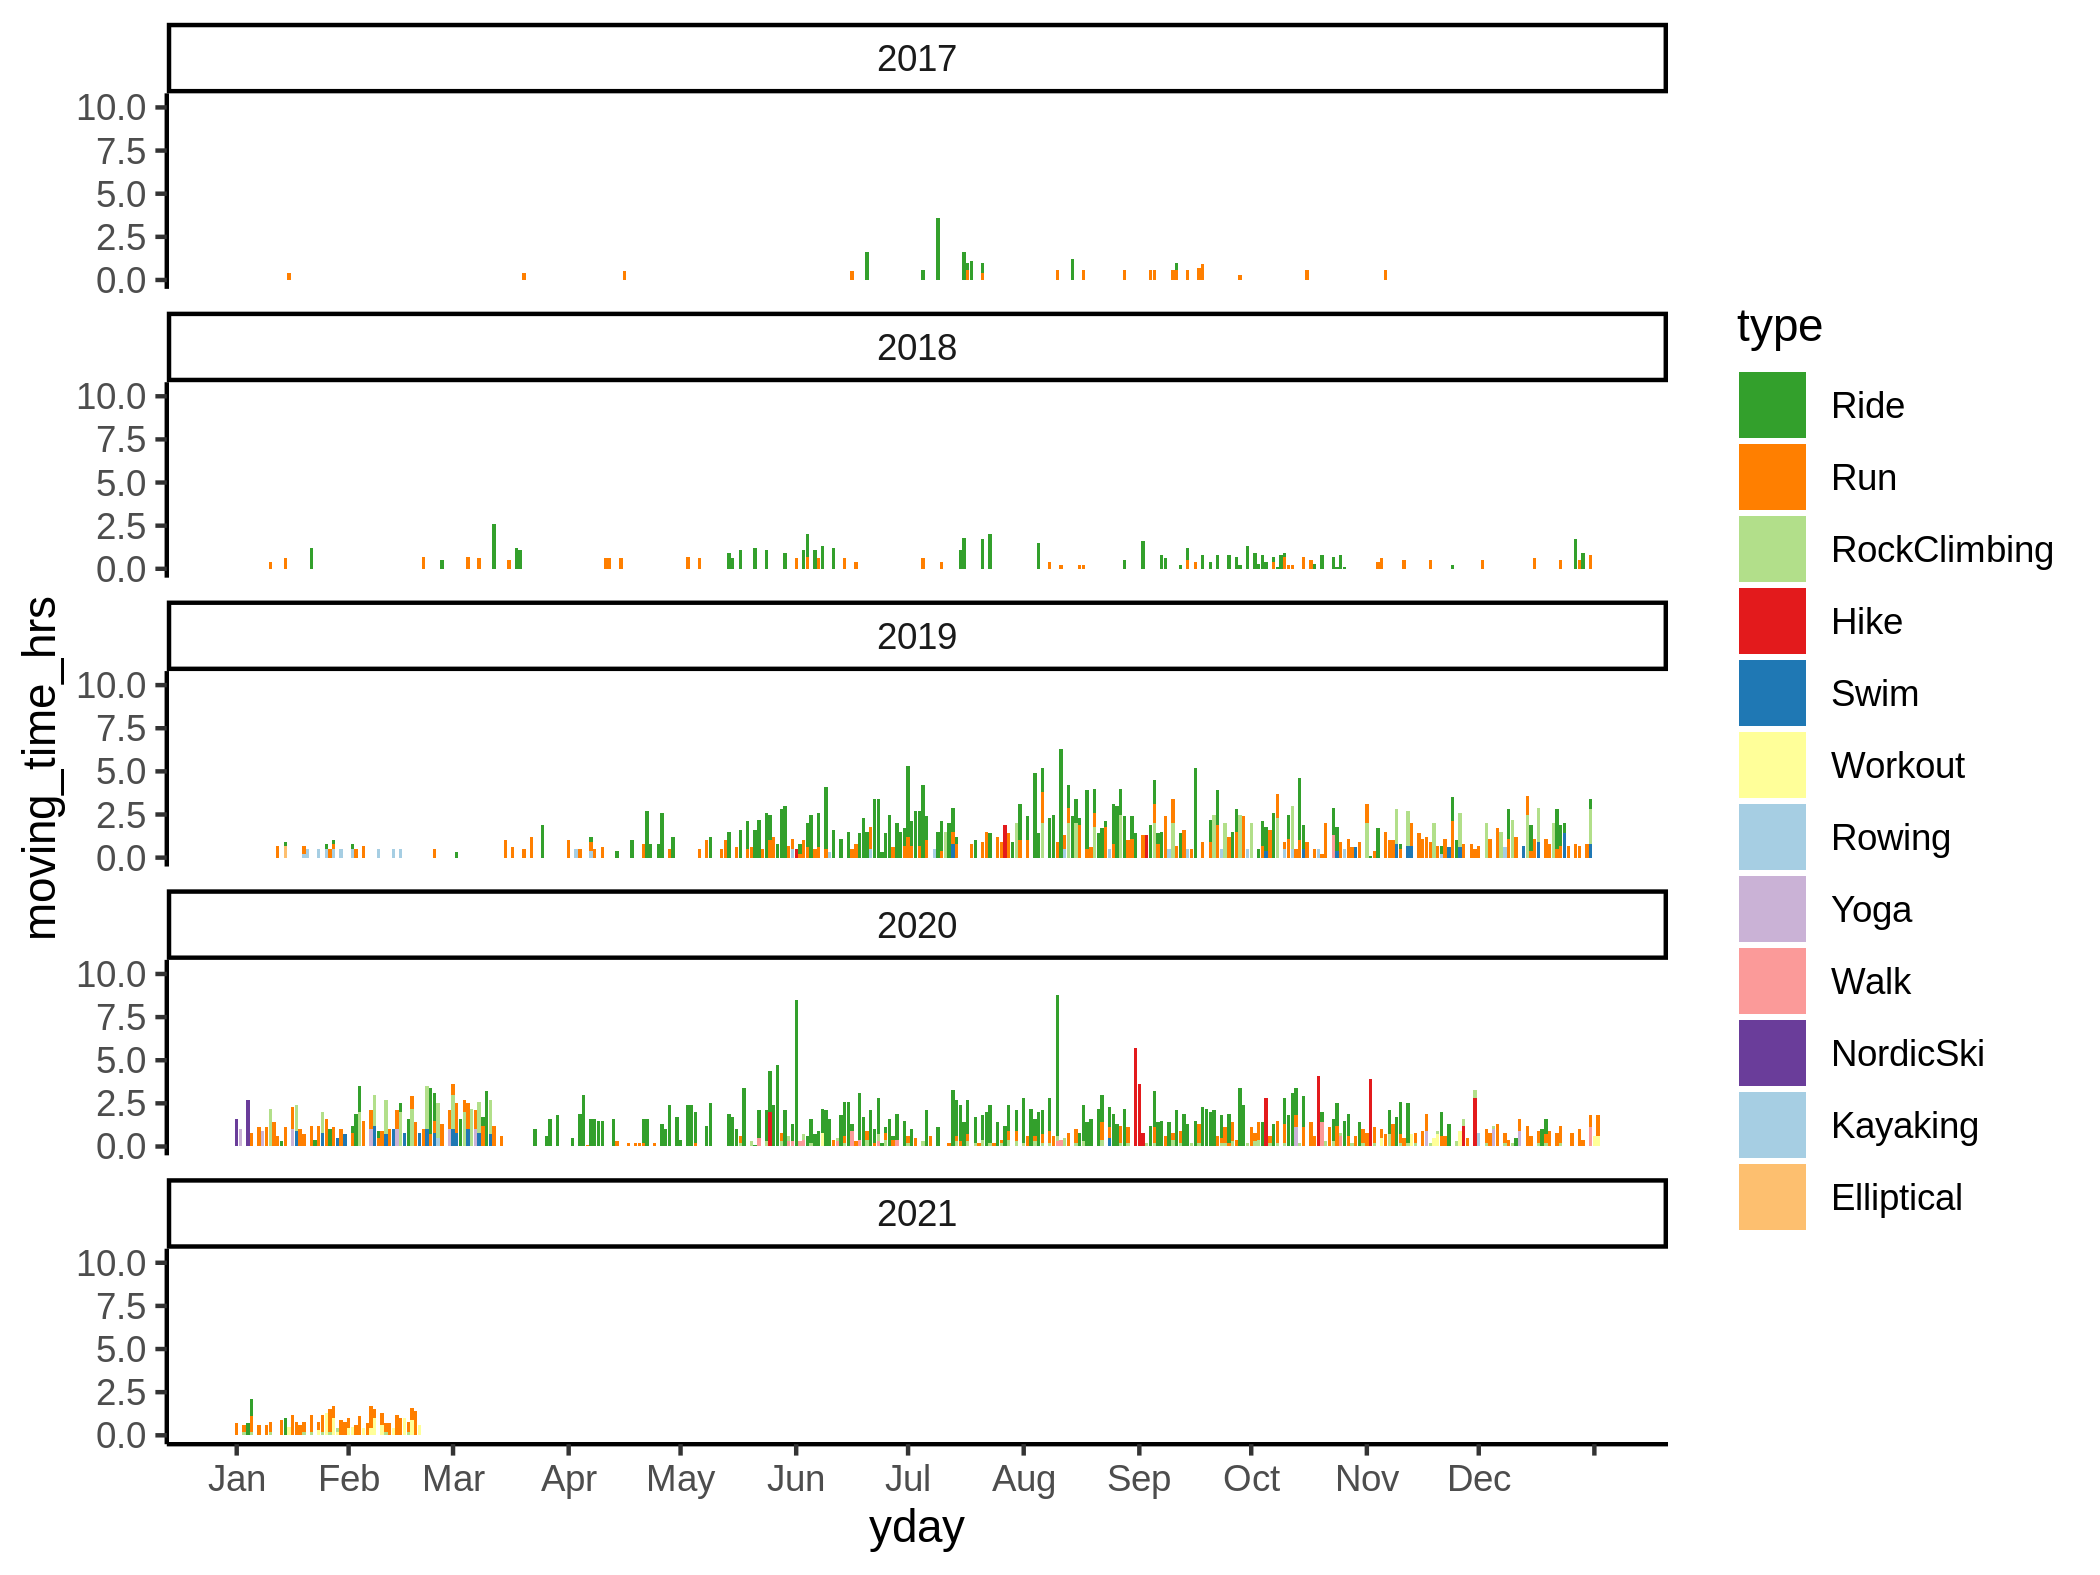 2017
10.0
7.5
5.0
2.5
0.0
2018
10.0
7.5
5.0
2.5
0.0
2019
10.0
7.5
5.0
2.5
0.0
2020
10.0
7.5
5.0
2.5
0.0
2021
10.0
7.5
5.0
2.5
0.0
Jan Feb Mar Apr May Jun Jul Aug Sep Oct Nov Dec
yday
moving_time_hrs
type
Ride
Run
RockClimbing
Hike
Swim
Workout
Rowing
Yoga
Walk
NordicSki
Kayaking
Elliptical